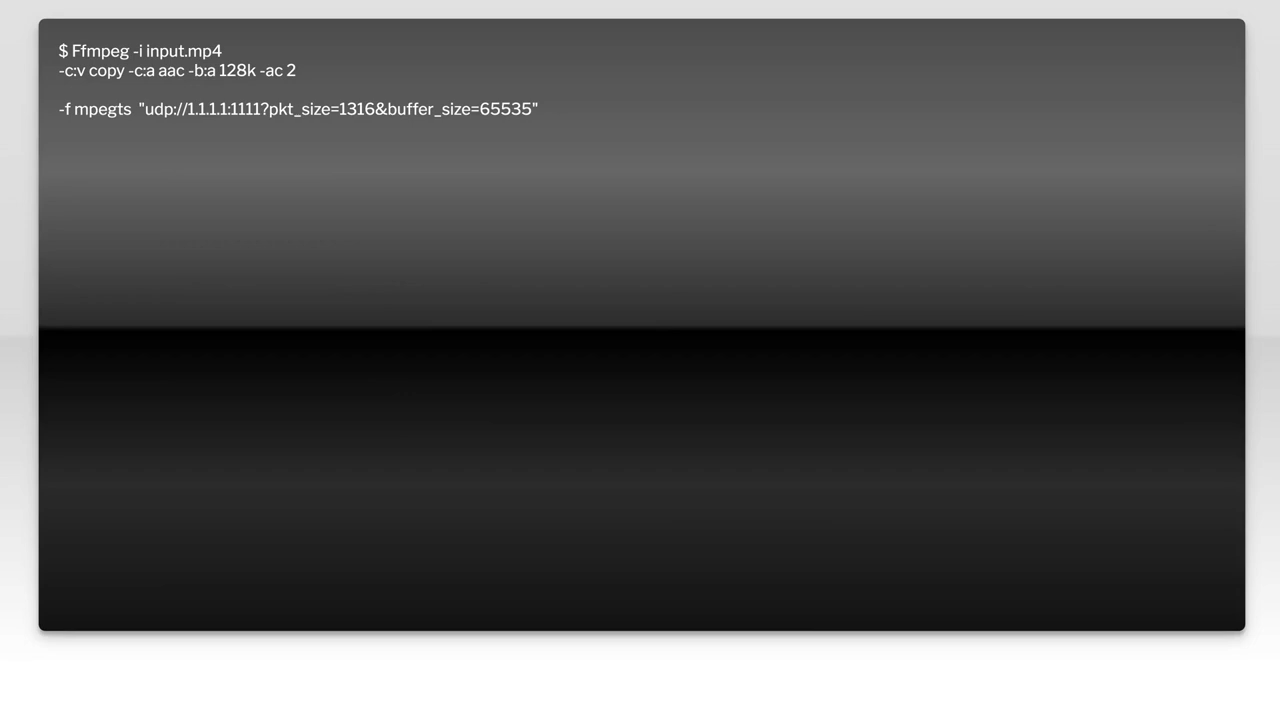 $ Ffmpeg -i input.mp4
-c:v copy -c:a aac -b:a 128k -ac 2
-f mpegts "udp://1.1.1.1:1111?pkt_size=1316&buffer_size=65535"